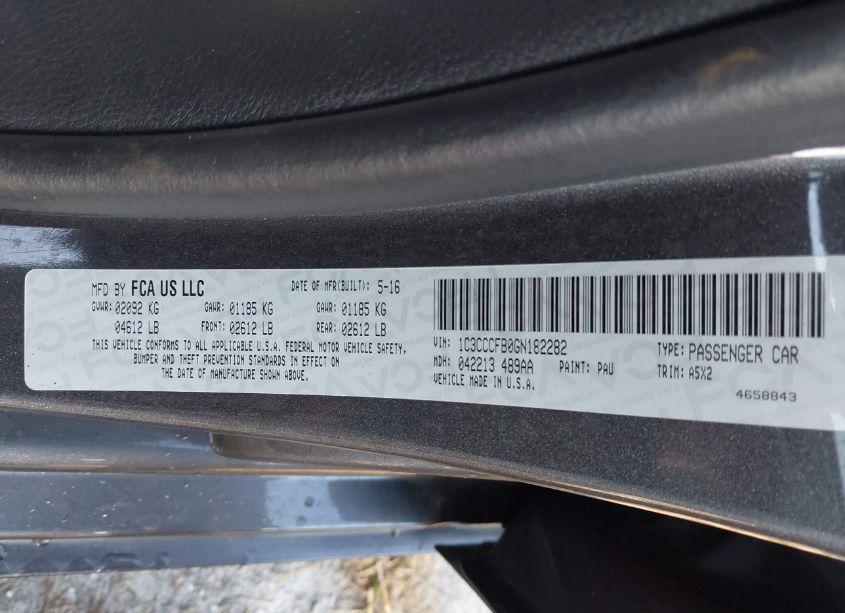 MFD BY FCA US LLC
DATE OF MFR(BUILT): 5-16
GVWR: 02092 KG GAWR: 01185 KG GAWR: 01185 KG
04612 LB FRONT: 02612 LB REAR: 02612 LB
THIS VEHICLE CONFORMS TO ALL APPLICABLE U.S.A. FEDERAL MOTOR VEHICLE SAFETY,
BUMPER AND THEFT PREVENTION STANDARDS IN EFFECT ON
THE DATE OF MANUFACTURE SHOWN ABOVE.
VIN: 1C3CCCFB0GN182282 TYPE: PASSENGER CAR
MDH: 042213 489AA PAINT: PAU TRIM: A5X2
VEHICLE MADE IN U.S.A.
4658843